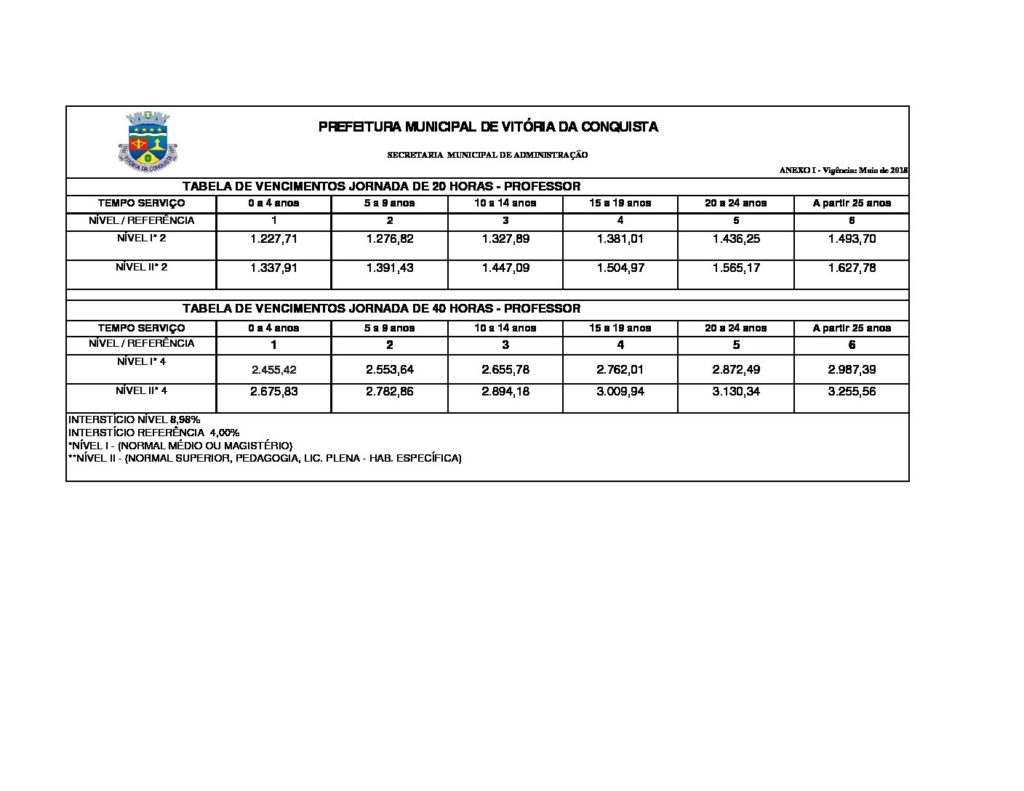 PREFEITURA MUNICIPAL DE VITÓRIA DA CONQUISTA
SECRETARIA MUNICIPAL DE ADMINISTRAÇÃO
ANEXO I - Vigência: Maio de 2018
TABELA DE VENCIMENTOS JORNADA DE 20 HORAS - PROFESSOR
TEMPO SERVIÇO 0 a 4 anos 5 a 9 anos 10 a 14 anos 15 a 19 anos 20 a 24 anos A partir 25 anos
NÍVEL / REFERÊNCIA 1 2 3 4 5 6
NÍVEL I* 2 1.227,71 1.276,82 1.327,89 1.381,01 1.436,25 1.493,70
NÍVEL II* 2 1.337,91 1.391,43 1.447,09 1.504,97 1.565,17 1.627,78
TABELA DE VENCIMENTOS JORNADA DE 40 HORAS - PROFESSOR
TEMPO SERVIÇO 0 a 4 anos 5 a 9 anos 10 a 14 anos 15 a 19 anos 20 a 24 anos A partir 25 anos
NÍVEL / REFERÊNCIA 1 2 3 4 5 6
NÍVEL I* 4 2.455,42 2.553,64 2.655,78 2.762,01 2.872,49 2.987,39
NÍVEL II* 4 2.675,83 2.782,86 2.894,18 3.009,94 3.130,34 3.255,56
INTERSTÍCIO NÍVEL 8,98%
INTERSTÍCIO REFERÊNCIA 4,00%
*NÍVEL I - (NORMAL MÉDIO OU MAGISTÉRIO)
**NÍVEL II - (NORMAL SUPERIOR, PEDAGOGIA, LIC. PLENA - HAB. ESPECÍFICA)